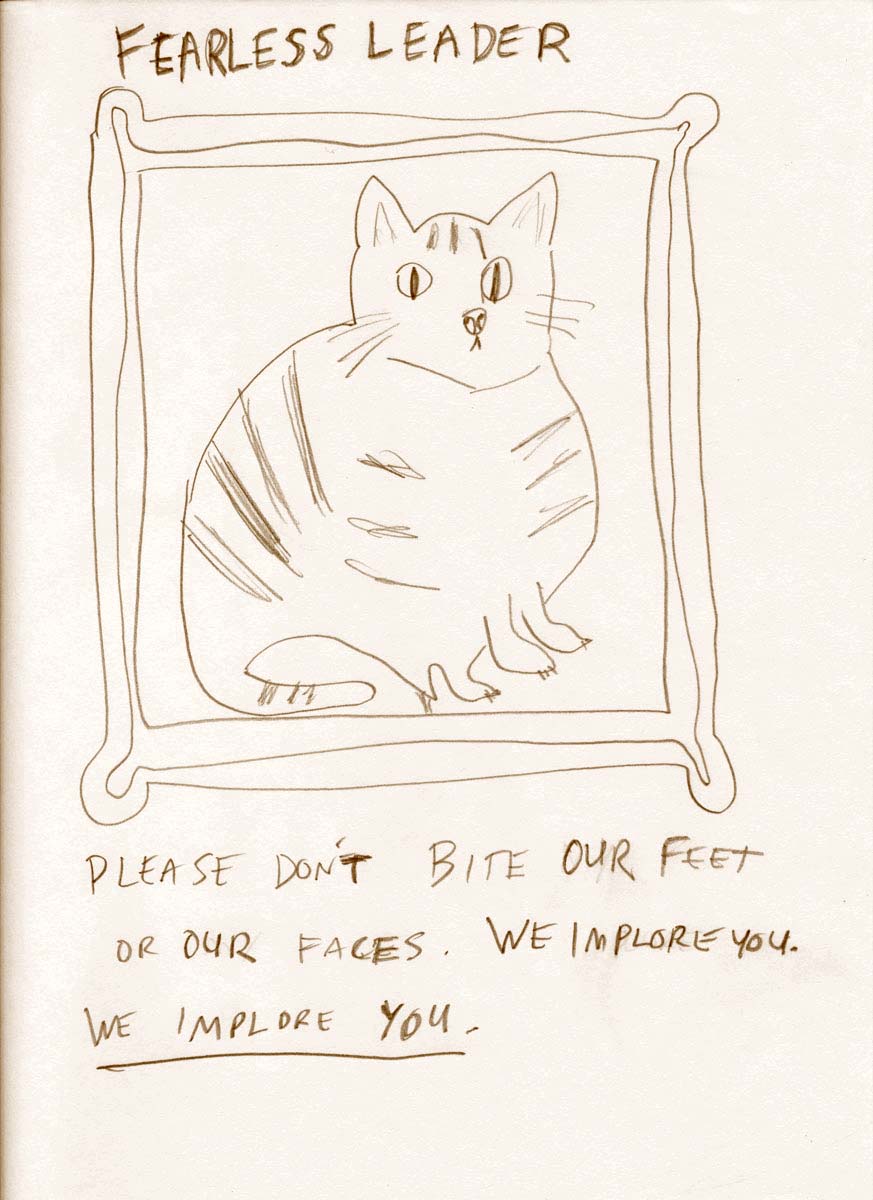 FEARLESS LEADER
PLEASE DON'T BITE OUR FEET
OR OUR FACES. WE IMPLORE YOU.
WE IMPLORE YOU.